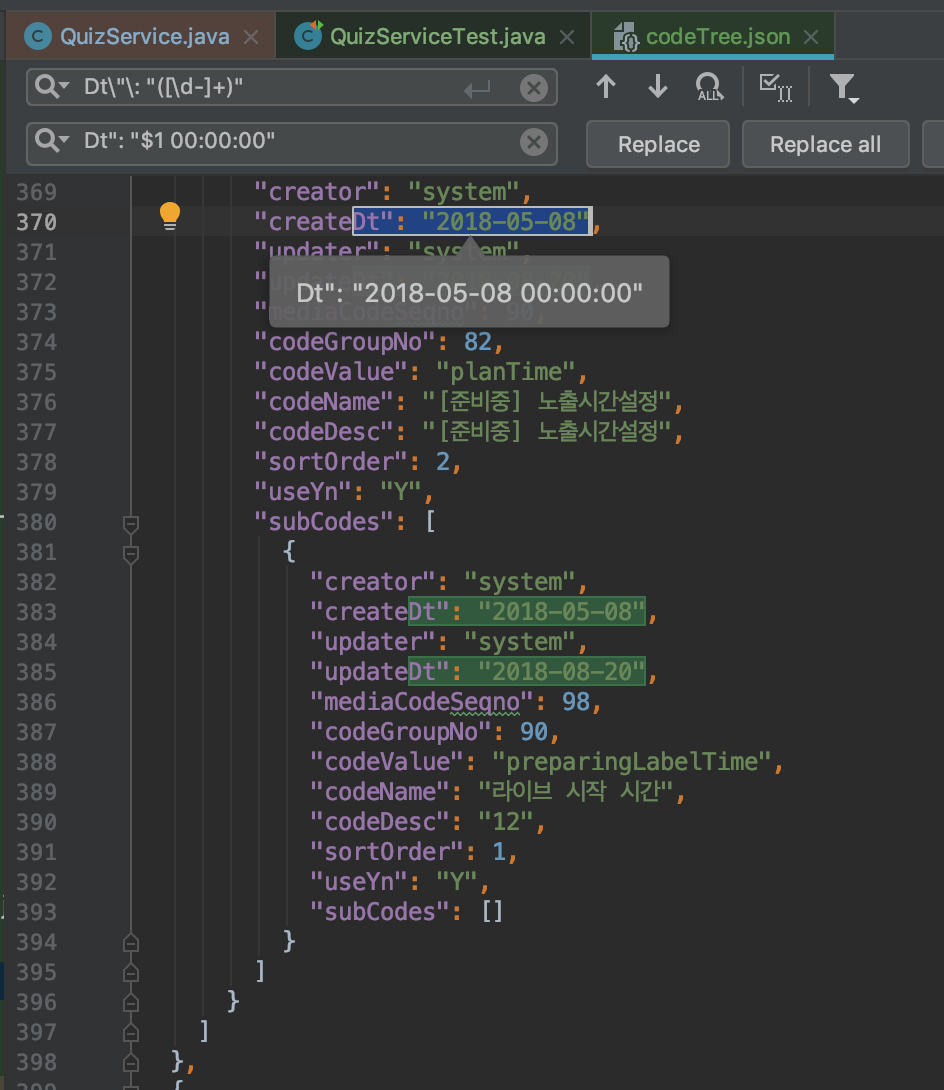 QuizService.java
QuizServiceTest.java
codeTree.json
Dt\"\: "([\d-]+)"
ALL
Dt": "$1 00:00:00"
Replace
Replace all
369 "creator": "system",
370 "createDt": "2018-05-08",
371 "updater": "system",
372
Dt": "2018-05-08 00:00:00"
373 "mediaCodeSeqno": 90,
374 "codeGroupNo": 82,
375 "codeValue": "planTime",
376 "codeName": "[준비중] 노출시간설정",
377 "codeDesc": "[준비중] 노출시간설정",
378 "sortOrder": 2,
379 "useYn": "Y",
380 "subCodes": [
381 {
382 "creator": "system",
383 "createDt": "2018-05-08",
384 "updater": "system",
385 "updateDt": "2018-08-20",
386 "mediaCodeSeqno": 98,
387 "codeGroupNo": 90,
388 "codeValue": "preparingLabelTime",
389 "codeName": "라이브 시작 시간",
390 "codeDesc": "12",
391 "sortOrder": 1,
392 "useYn": "Y",
393 "subCodes": []
394 }
395 ]
396 }
397 ]
398 },